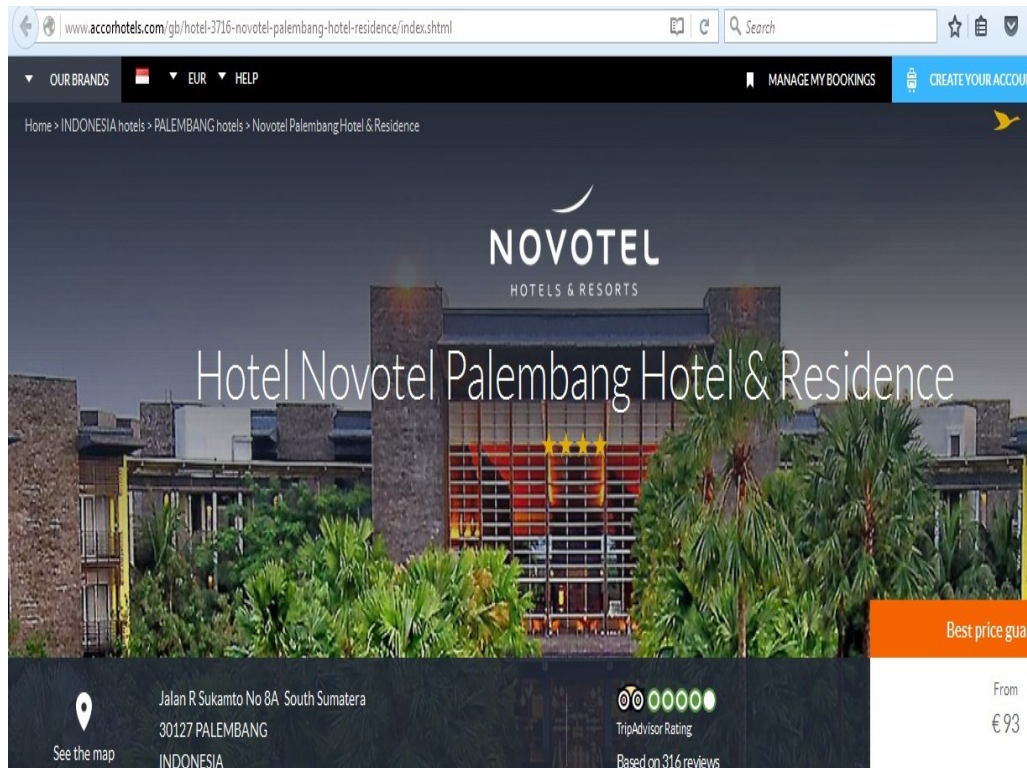 www.accorhotels.com/gb/hotel-3716-novotel-palembang-hotel-residence/index.shtml
Search
OUR BRANDS EUR HELP MANAGE MY BOOKINGS CREATE YOUR ACCOU
Home > INDONESIA hotels > PALEMBANG hotels > Novotel Palembang Hotel & Residence
NOVOTEL
HOTELS & RESORTS
Hotel Novotel Palembang Hotel & Residence
Best price gua
See the map
Jalan R Sukamto No 8A South Sumatera
30127 PALEMBANG
INDONESIA
TripAdvisor Rating
Based on 316 reviews
From
€ 93